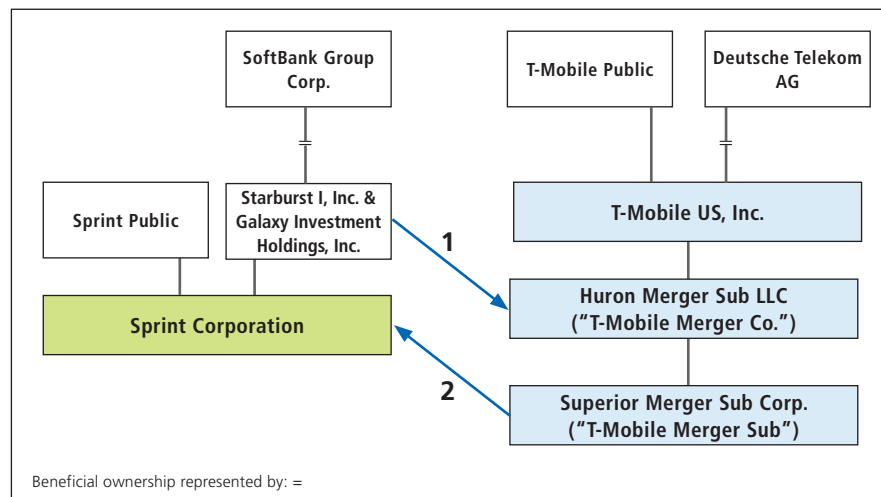 SoftBank Group
Corp.
T-Mobile Public
Deutsche Telekom
AG
Sprint Public
Starburst I, Inc. &
Galaxy Investment
Holdings, Inc.
T-Mobile US, Inc.
1
Sprint Corporation
Huron Merger Sub LLC
(“T-Mobile Merger Co.”)
2
Superior Merger Sub Corp.
(“T-Mobile Merger Sub”)
Beneficial ownership represented by: =